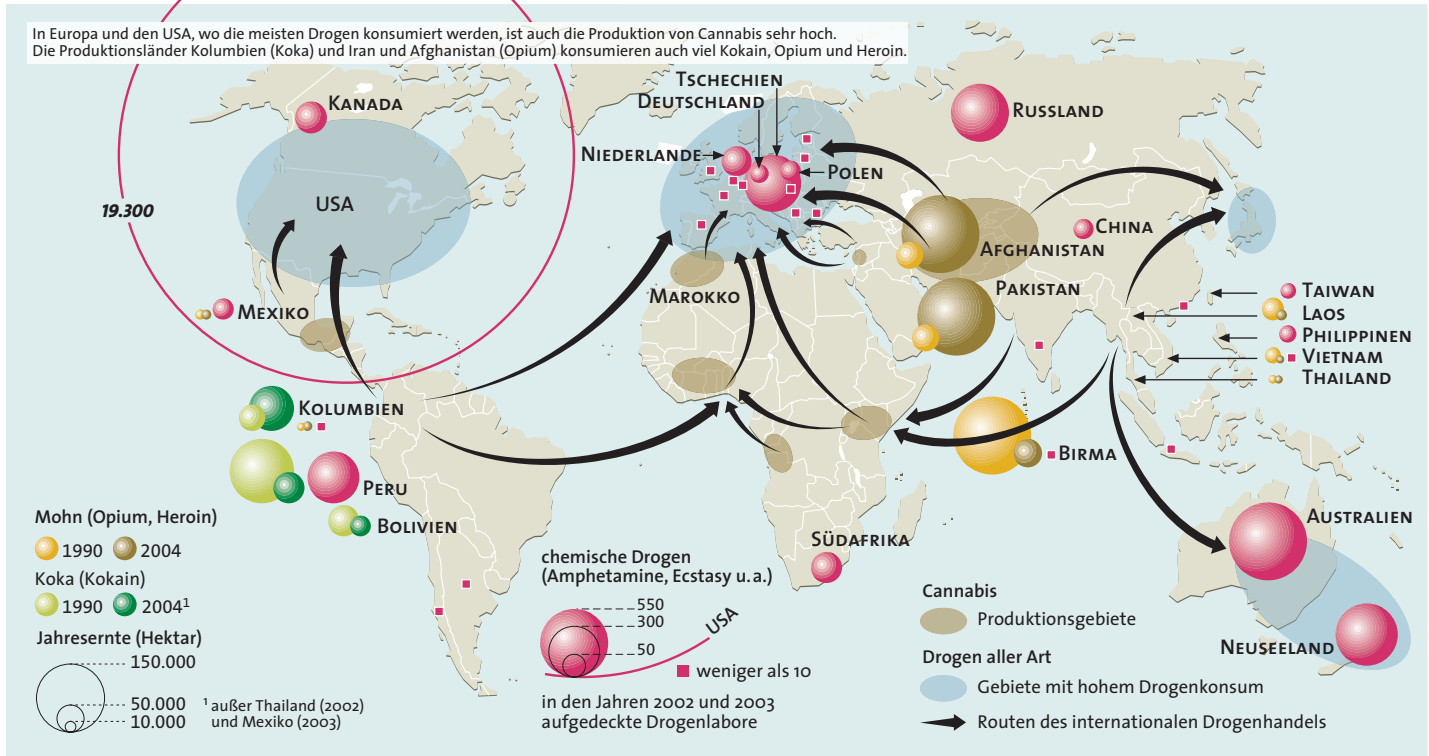 In Europa und den USA, wo die meisten Drogen konsumiert werden, ist auch die Produktion von Cannabis sehr hoch.
Die Produktionsländer Kolumbien (Koka) und Iran und Afghanistan (Opium) konsumieren auch viel Kokain, Opium und Heroin.
KANADA
TSCHECHIEN
DEUTSCHLAND
RUSSLAND
NIEDERLANDE
POLEN
19.300
USA
CHINA
AFGHANISTAN
MAROKKO
PAKISTAN
MEXIKO
TAIWAN
LAOS
PHILIPPINEN
VIETNAM
THAILAND
KOLUMBIEN
BIRMA
PERU
BOLIVIEN
SÜDAFRIKA
AUSTRALIEN
NEUSEELAND
Mohn (Opium, Heroin)
1990 2004
Koka (Kokain)
1990 2004¹
Jahresernte (Hektar)
150.000
50.000
10.000
¹ außer Thailand (2002)
und Mexiko (2003)
chemische Drogen
(Amphetamine, Ecstasy u. a.)
550
300
50
USA
weniger als 10
in den Jahren 2002 und 2003
aufgedeckte Drogenlabore
Cannabis
Produktionsgebiete
Drogen aller Art
Gebiete mit hohem Drogenkonsum
Routen des internationalen Drogenhandels